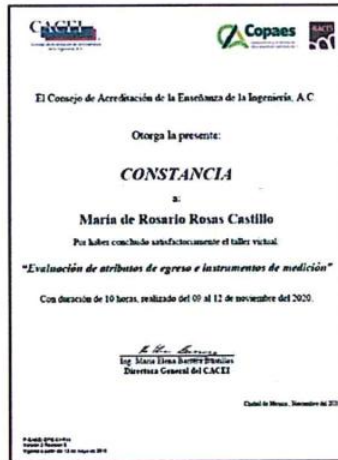 CACEI
Copaes
El Consejo de Acreditación de la Enseñanza de la Ingeniería, A.C.
Otorga la presente:
CONSTANCIA
a:
María de Rosario Rosas Castillo
Por haber concluido satisfactoriamente el taller virtual
“Evaluación de atributos de egreso e instrumentos de medición”
Con duración de 10 horas, realizado del 09 al 12 de noviembre del 2020.
Ing. María Elena Barrera
Directora General del CACEI
Ciudad de México, Noviembre del